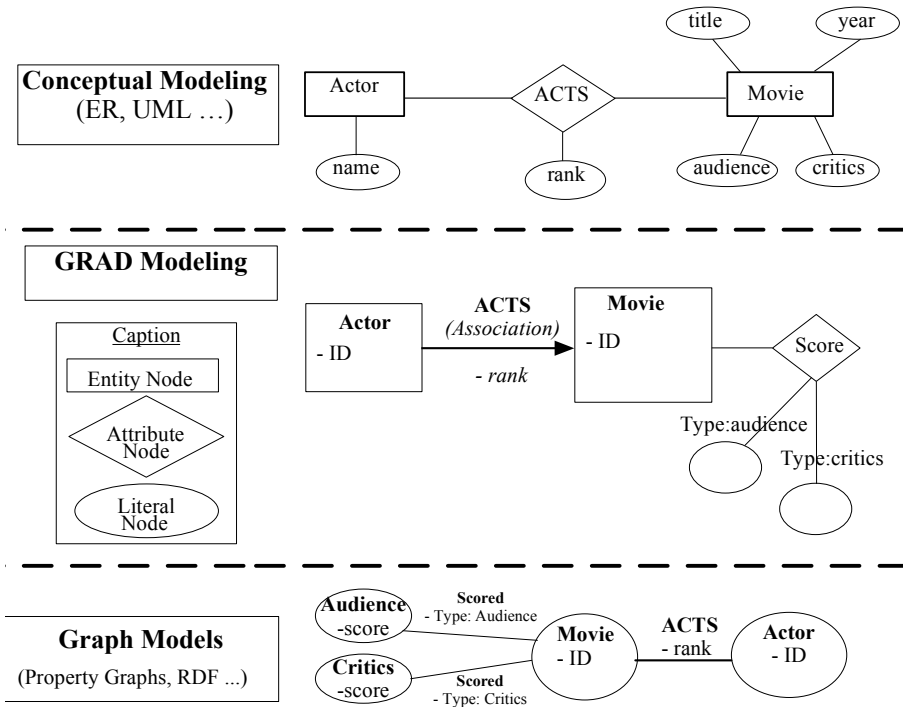 Conceptual Modeling
(ER, UML …)
title
year
Actor
ACTS
Movie
name
rank
audience
critics
GRAD Modeling
Caption
Entity Node
Attribute
Node
Literal
Node
Actor
- ID
ACTS
(Association)
- rank
Movie
- ID
Score
Type:audience
Type:critics
Graph Models
(Property Graphs, RDF ...)
Audience
-score
Critics
-score
Scored
- Type: Audience
Scored
- Type: Critics
Movie
- ID
ACTS
- rank
Actor
- ID